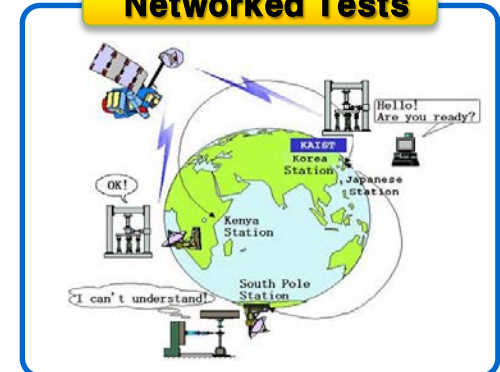 Networked Tests
Hello!
Are you ready?
KAIST
Korea
Station
Japanese
Station
OK!
Kenya
Station
South Pole
Station
I can't understand!